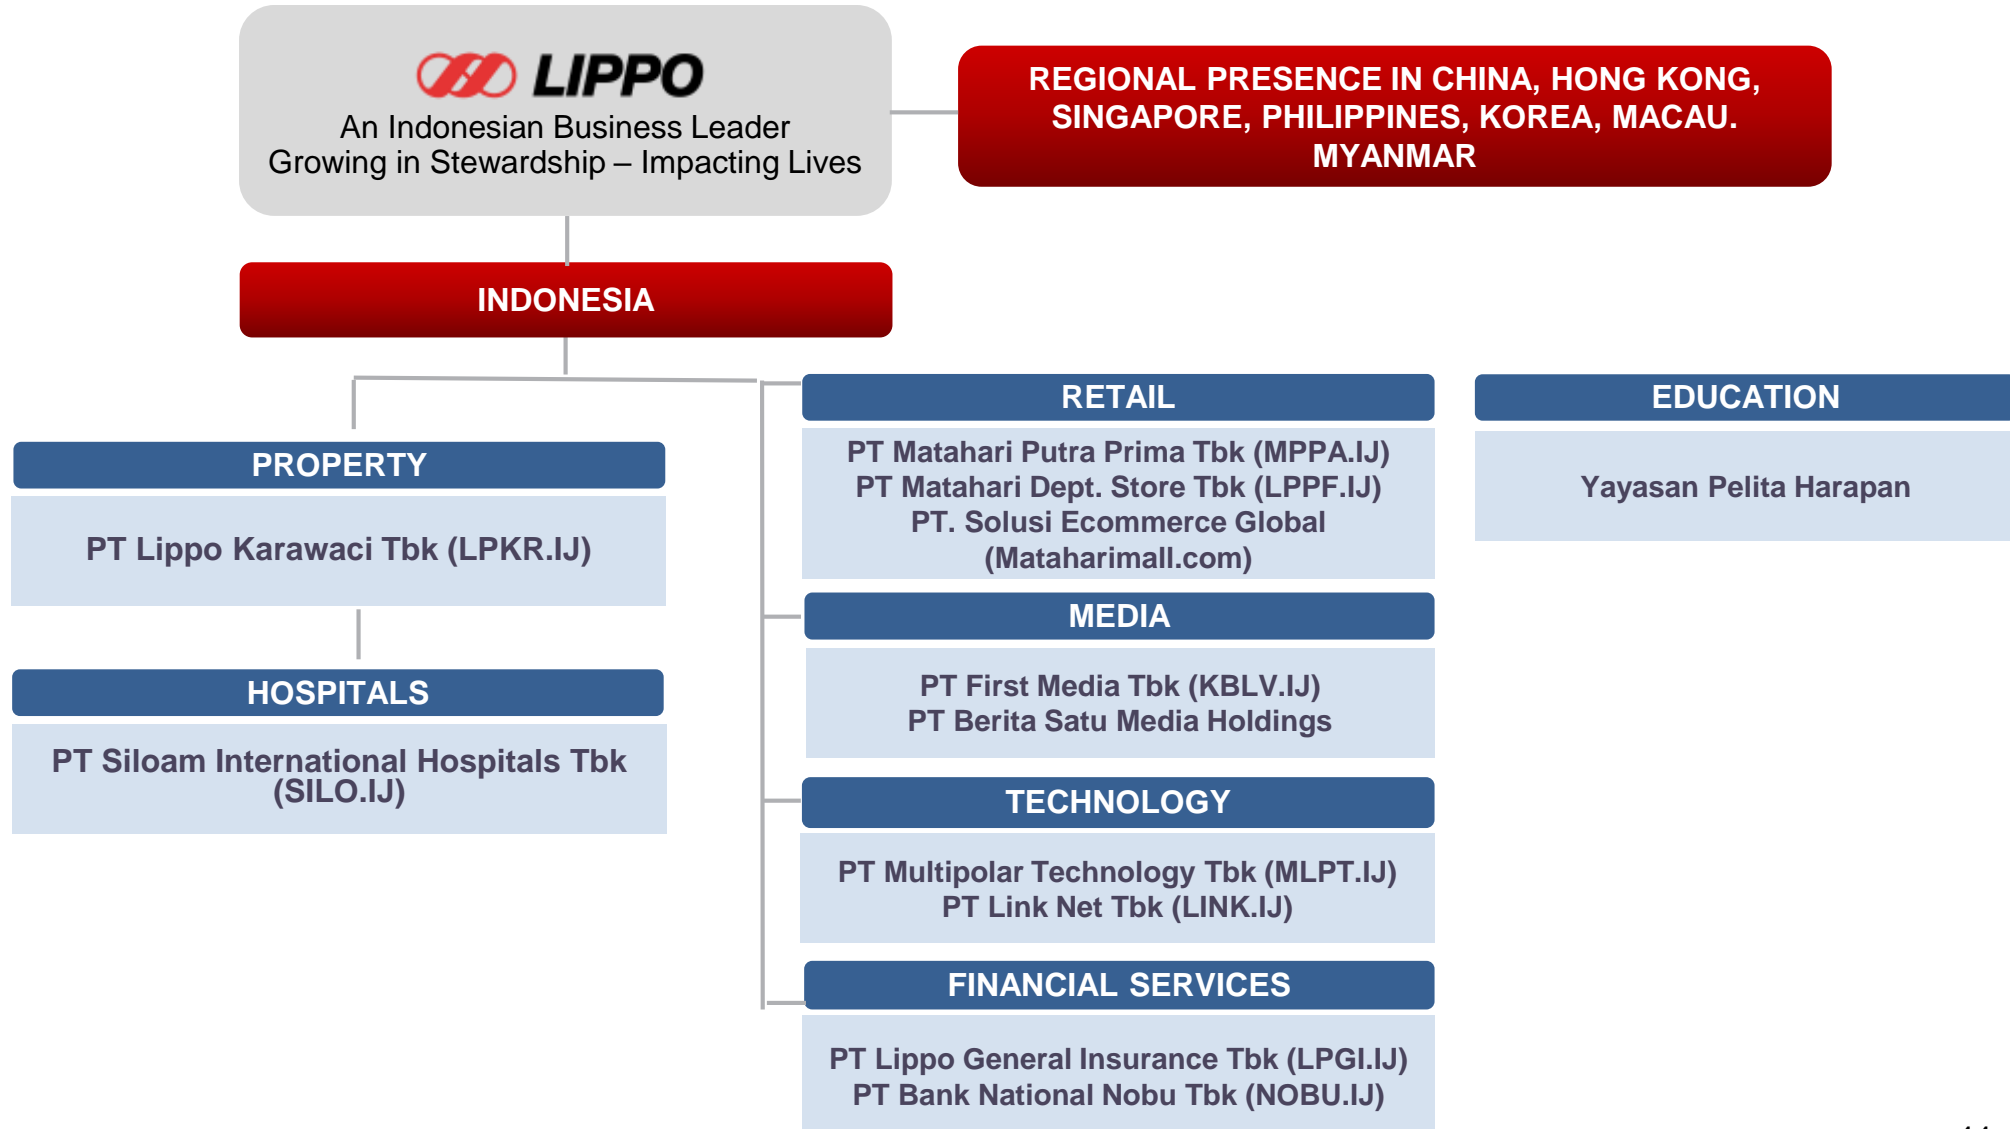 LIPPO
An Indonesian Business Leader
Growing in Stewardship – Impacting Lives
REGIONAL PRESENCE IN CHINA, HONG KONG,
SINGAPORE, PHILIPPINES, KOREA, MACAU.
MYANMAR
INDONESIA
PROPERTY
PT Lippo Karawaci Tbk (LPKR.IJ)
HOSPITALS
PT Siloam International Hospitals Tbk
(SILO.IJ)
RETAIL
PT Matahari Putra Prima Tbk (MPPA.IJ)
PT Matahari Dept. Store Tbk (LPPF.IJ)
PT. Solusi Ecommerce Global
(Mataharimall.com)
MEDIA
PT First Media Tbk (KBLV.IJ)
PT Berita Satu Media Holdings
TECHNOLOGY
PT Multipolar Technology Tbk (MLPT.IJ)
PT Link Net Tbk (LINK.IJ)
FINANCIAL SERVICES
PT Lippo General Insurance Tbk (LPGI.IJ)
PT Bank National Nobu Tbk (NOBU.IJ)
EDUCATION
Yayasan Pelita Harapan